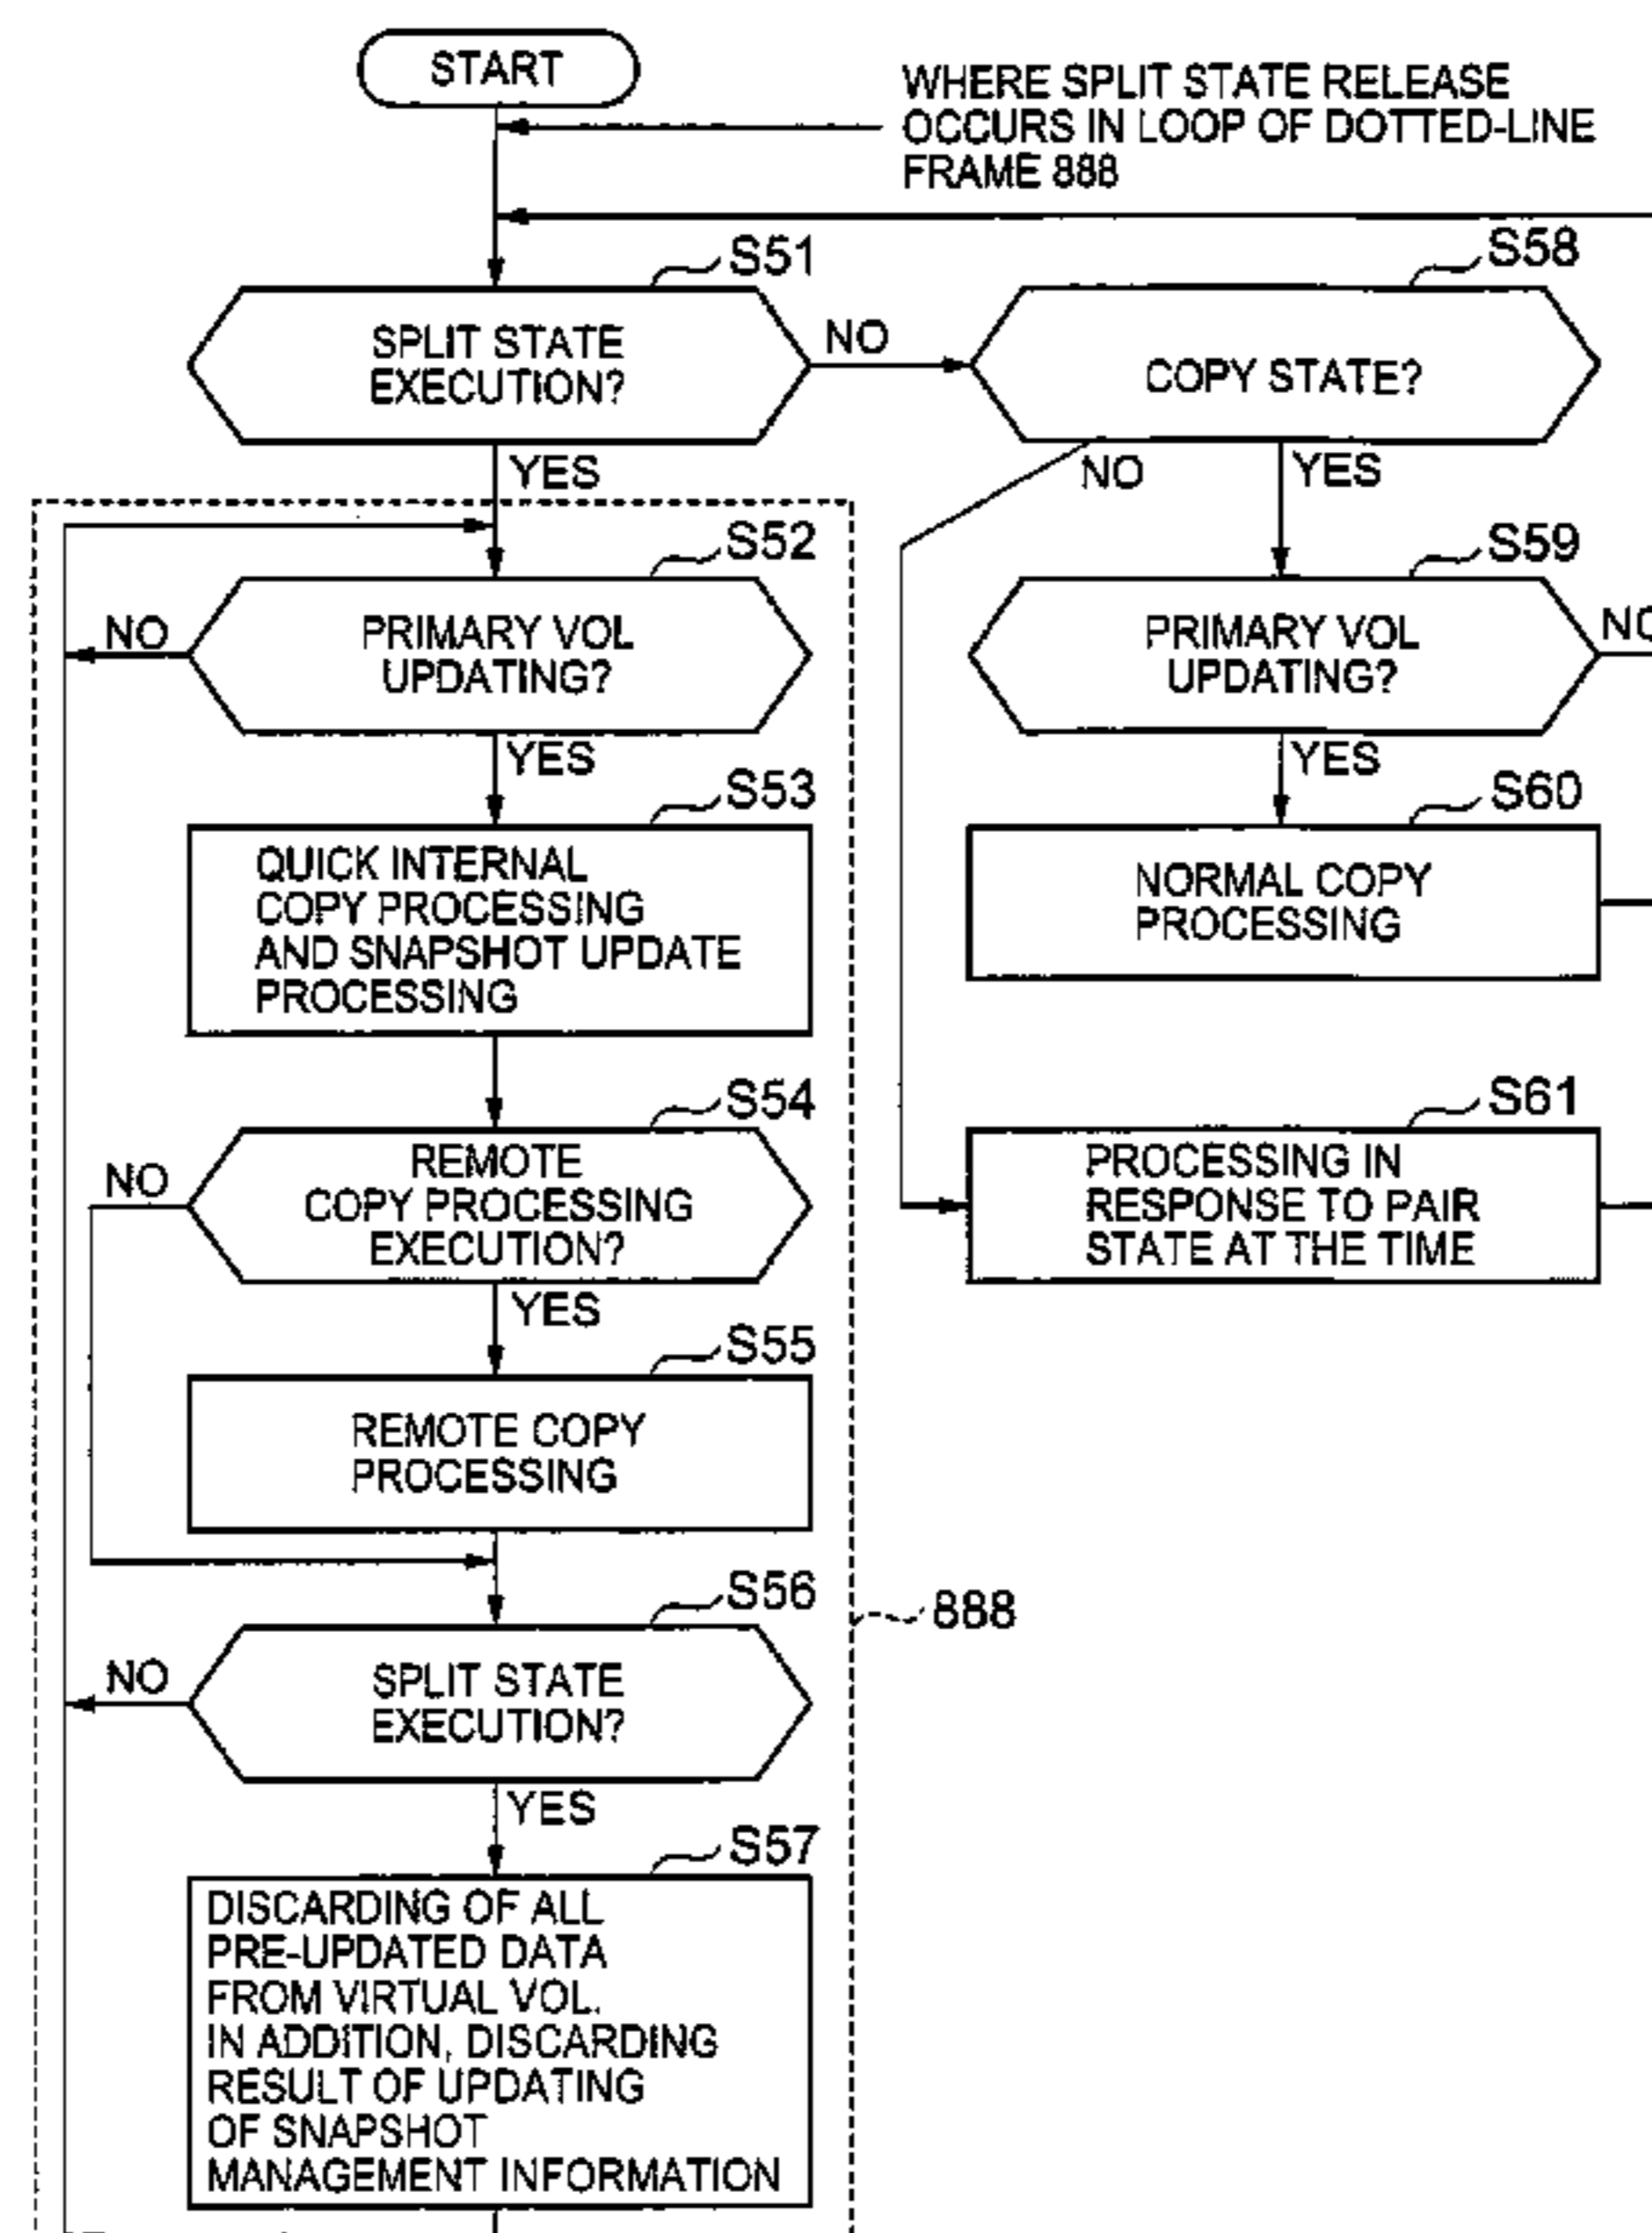 START
WHERE SPLIT STATE RELEASE
OCCURS IN LOOP OF DOTTED-LINE
FRAME 888
S51
SPLIT STATE
EXECUTION?
NO
YES
S58
COPY STATE?
NO
YES
S52
PRIMARY VOL
UPDATING?
NO
YES
S59
PRIMARY VOL
UPDATING?
NO
YES
S53
QUICK INTERNAL
COPY PROCESSING
AND SNAPSHOT UPDATE
PROCESSING
S60
NORMAL COPY
PROCESSING
S54
REMOTE
COPY PROCESSING
EXECUTION?
NO
YES
S61
PROCESSING IN
RESPONSE TO PAIR
STATE AT THE TIME
S55
REMOTE COPY
PROCESSING
S56
SPLIT STATE
EXECUTION?
NO
YES
888
S57
DISCARDING OF ALL
PRE-UPDATED DATA
FROM VIRTUAL VOL.
IN ADDITION, DISCARDING
RESULT OF UPDATING
OF SNAPSHOT
MANAGEMENT INFORMATION